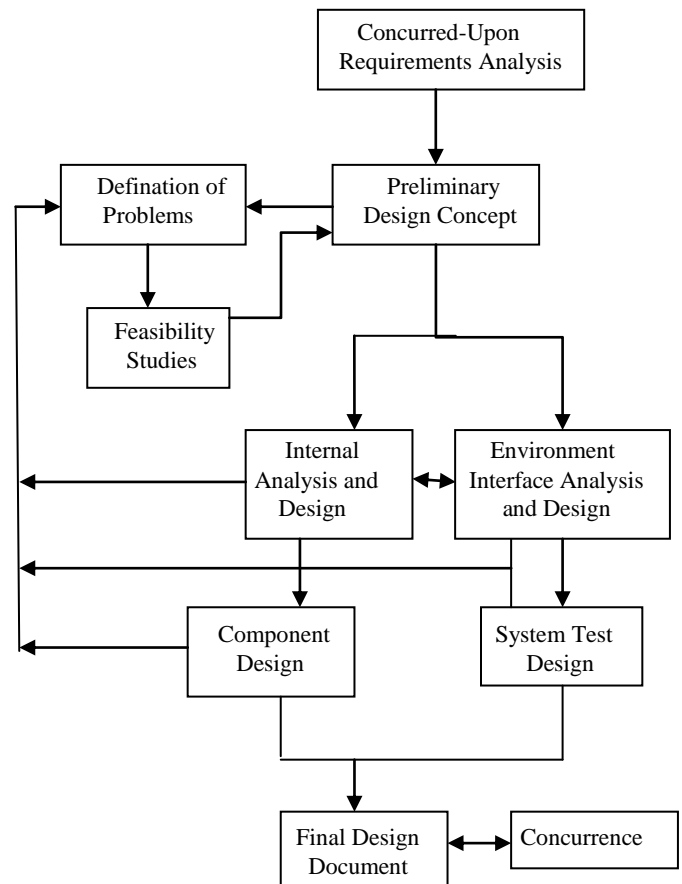 Concurred-Upon
Requirements Analysis
Defination of
Problems
Preliminary
Design Concept
Feasibility
Studies
Internal
Analysis and
Design
Environment
Interface Analysis
and Design
Component
Design
System Test
Design
Final Design
Document
Concurrence